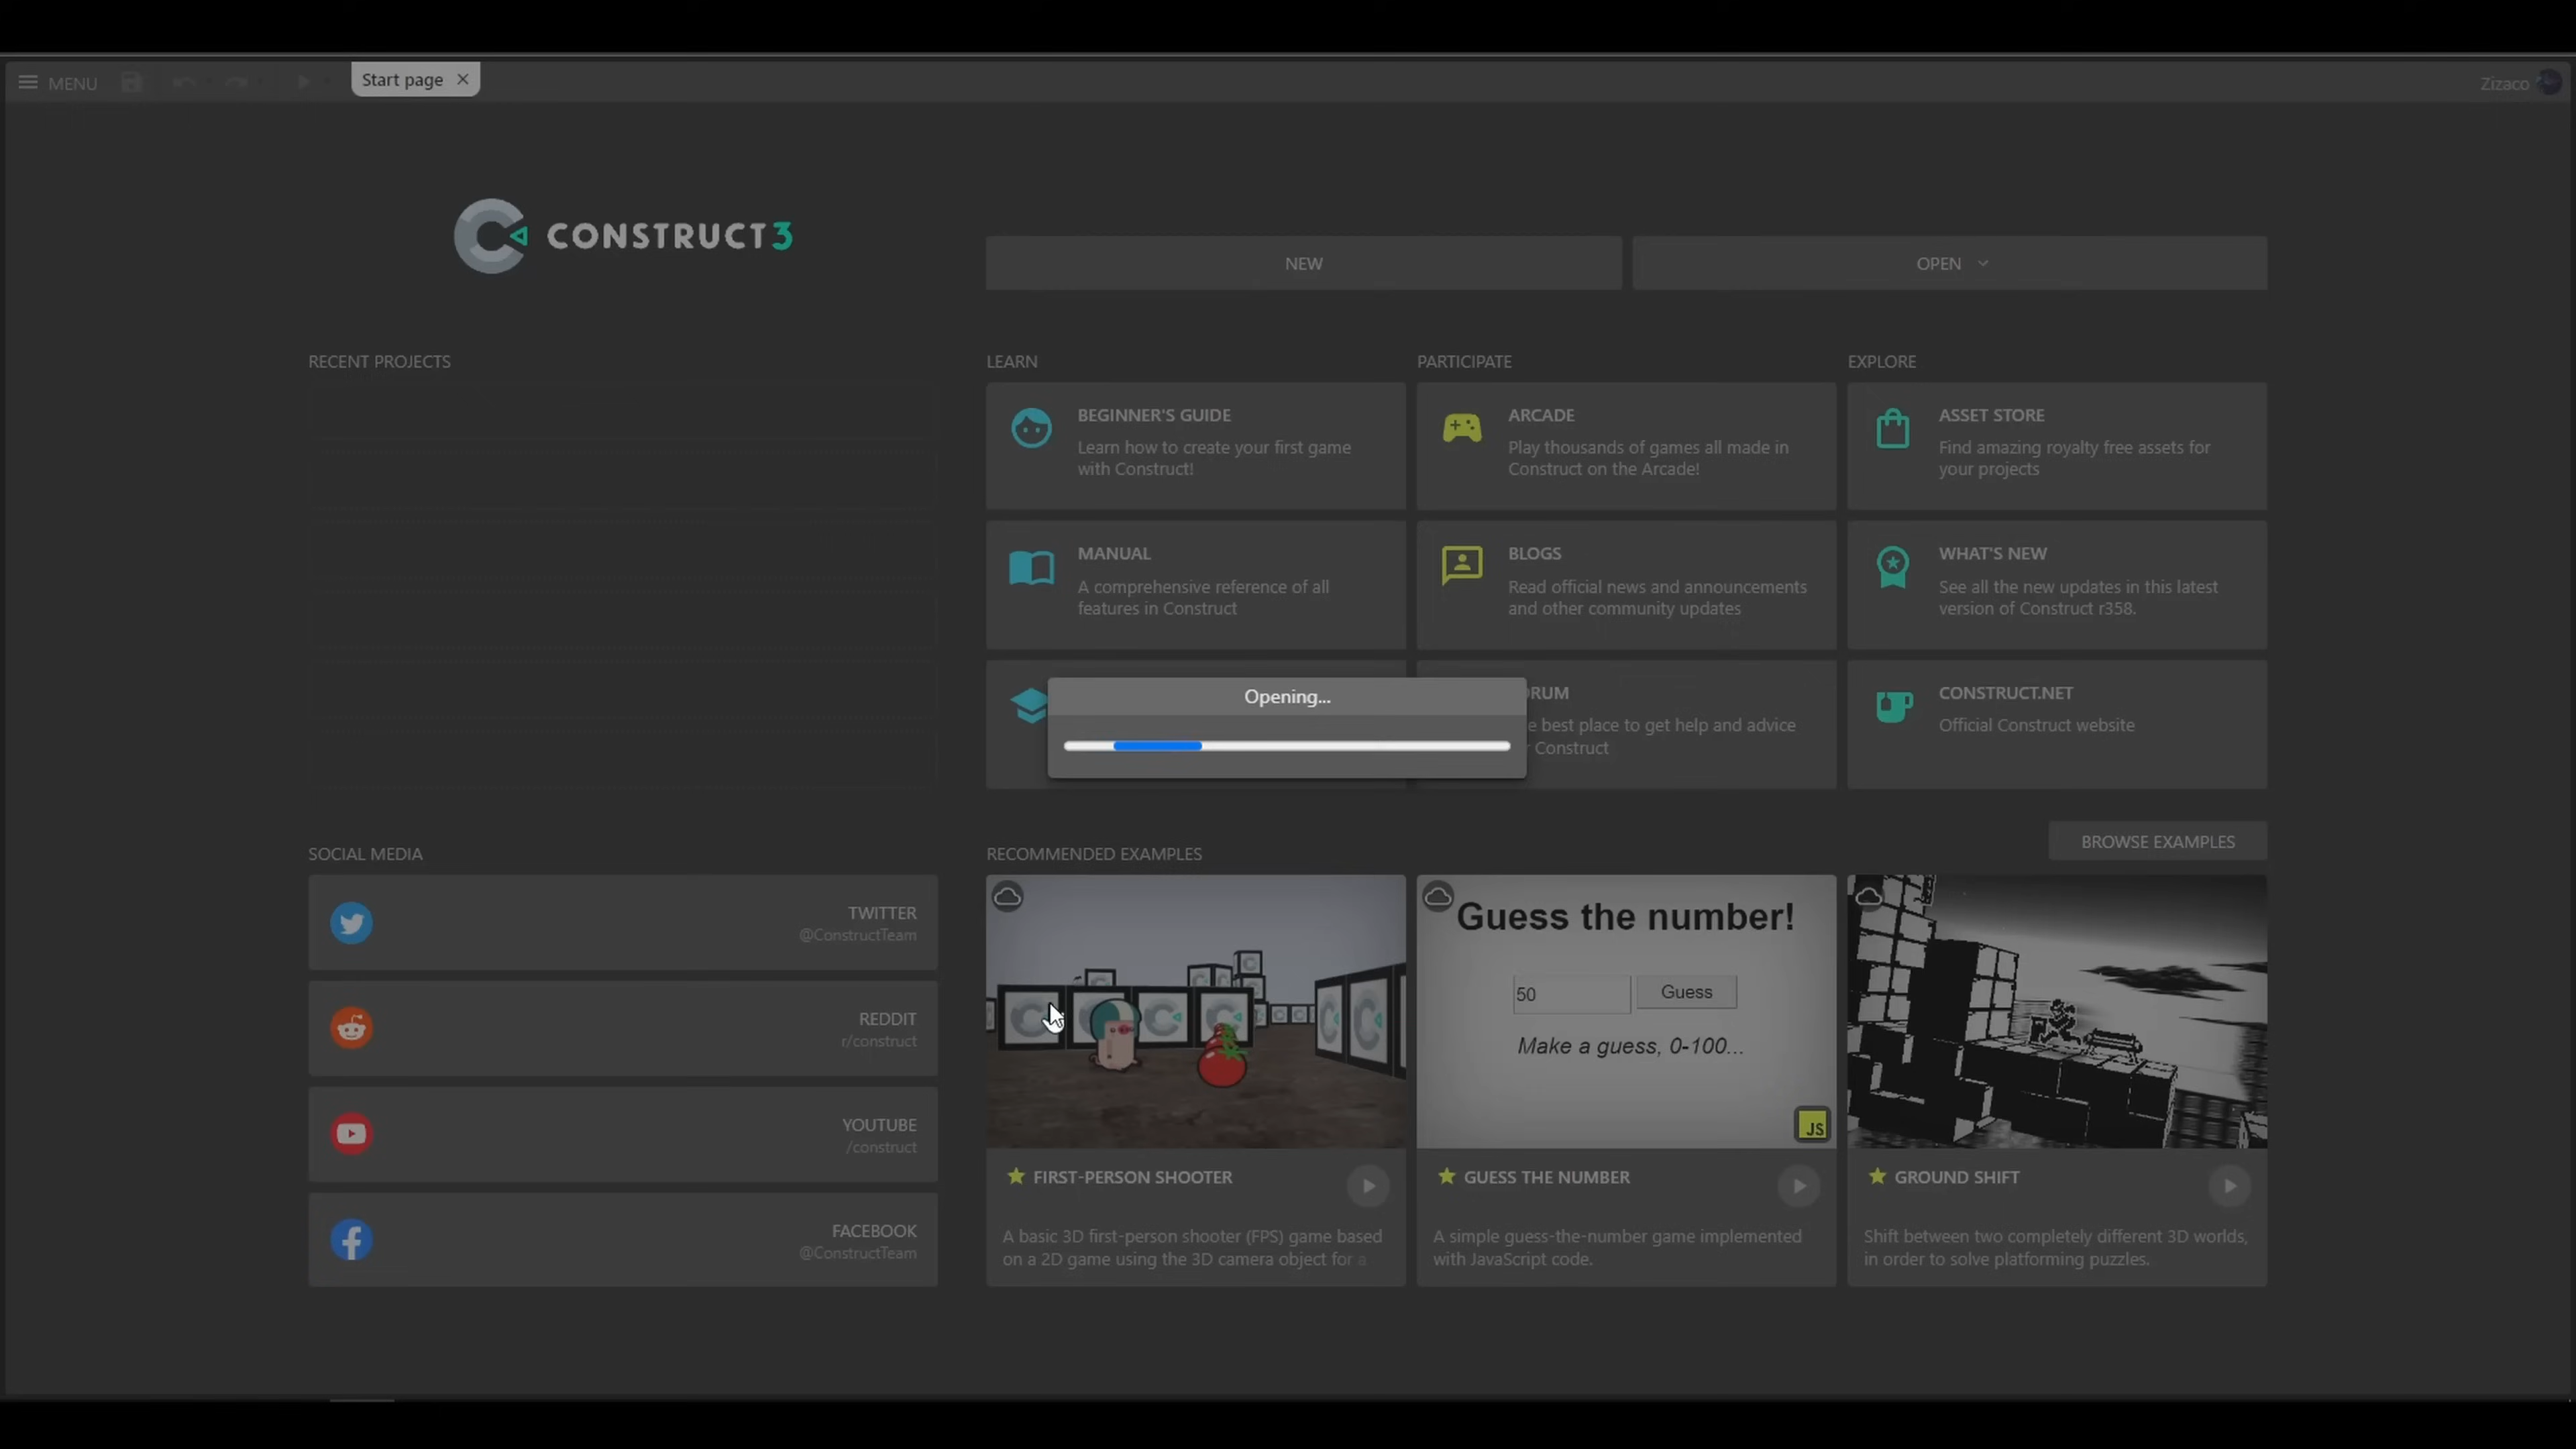 MENU
Start page
Zizaco
CONSTRUCT 3
NEW
OPEN
RECENT PROJECTS
LEARN
BEGINNER'S GUIDE
Learn how to create your first game
with Construct!
MANUAL
A comprehensive reference of all
features in Construct
PARTICIPATE
ARCADE
Play thousands of games all made in
Construct on the Arcade!
BLOGS
Read official news and announcements
and other community updates
ORUM
e best place to get help and advice
Construct
EXPLORE
ASSET STORE
Find amazing royalty free assets for
your projects
WHAT'S NEW
See all the new updates in this latest
version of Construct r358.
CONSTRUCT.NET
Official Construct website
Opening...
SOCIAL MEDIA
TWITTER
@ConstructTeam
REDDIT
r/construct
YOUTUBE
/construct
FACEBOOK
@ConstructTeam
RECOMMENDED EXAMPLES
BROWSE EXAMPLES
FIRST-PERSON SHOOTER
A basic 3D first-person shooter (FPS) game based
on a 2D game using the 3D camera object for a
Guess the number!
50
Guess
Make a guess, 0-100...
JS
GUESS THE NUMBER
A simple guess-the-number game implemented
with JavaScript code.
GROUND SHIFT
Shift between two completely different 3D worlds,
in order to solve platforming puzzles.